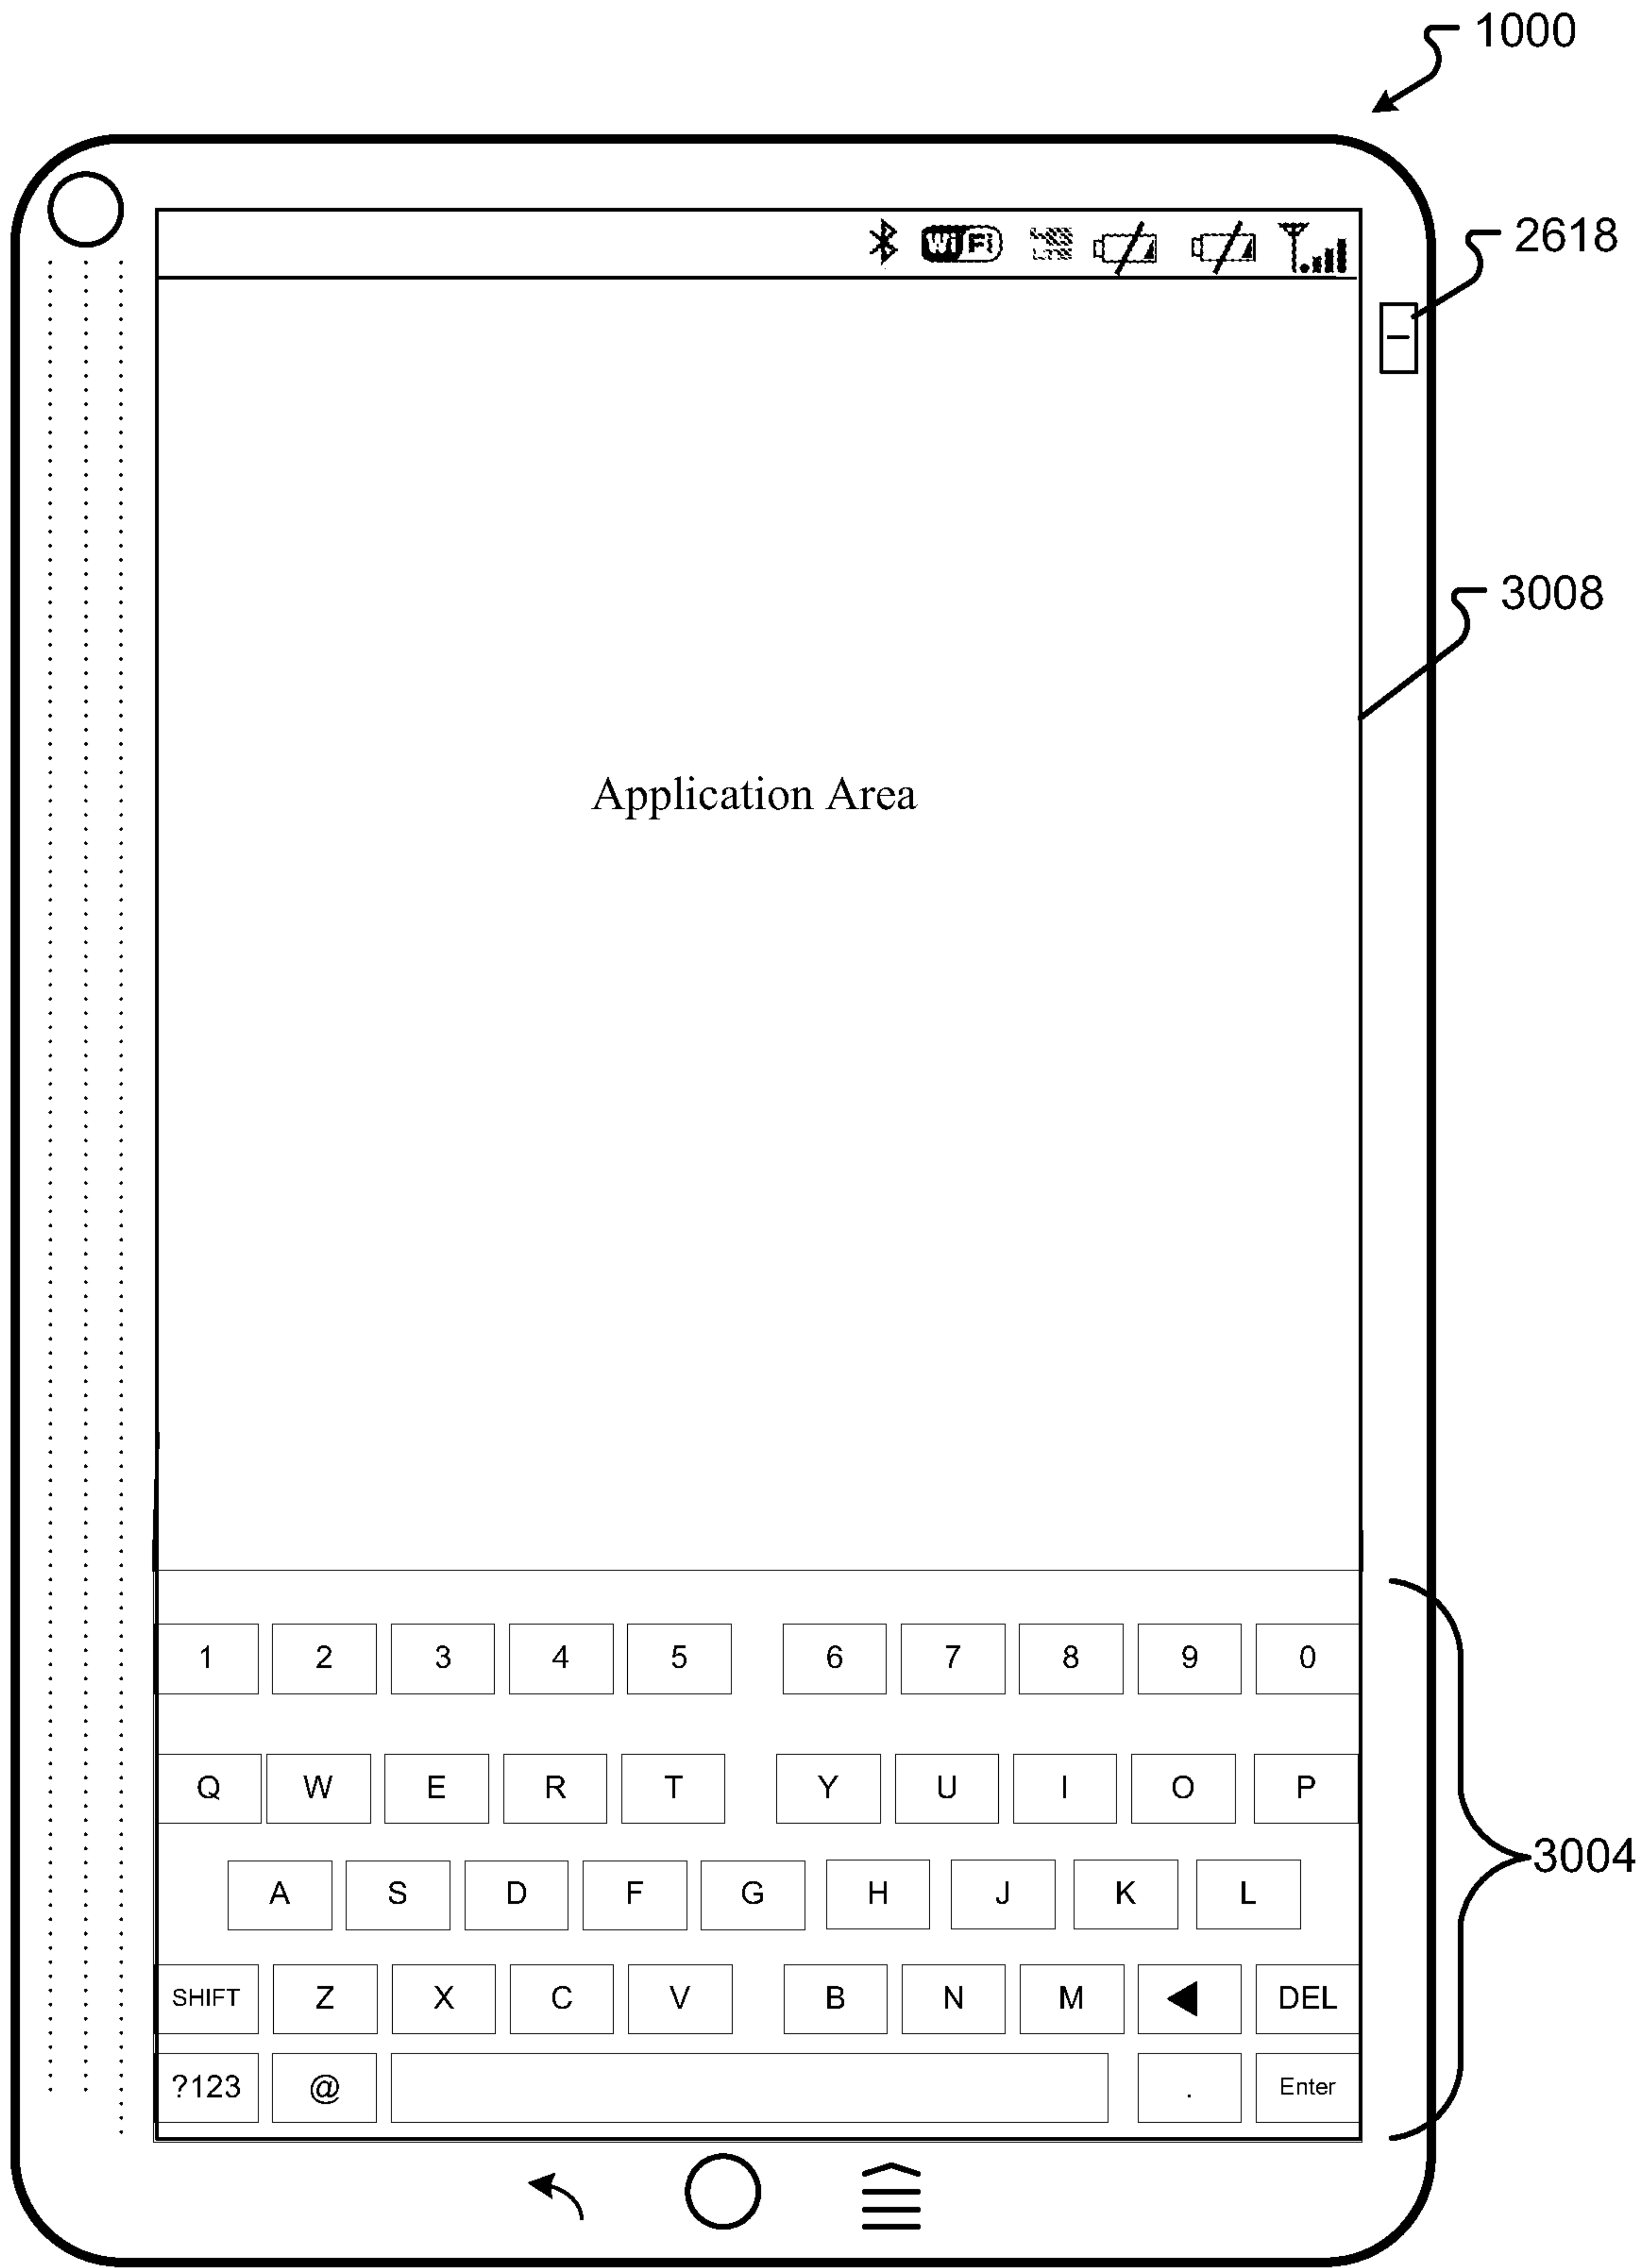 1000
WiFi
2618
3008
Application Area
1 2 3 4 5 6 7 8 9 0
Q W E R T Y U I O P
3004
A S D F G H J K L
SHIFT Z X C V B N M DEL
?123 @ . Enter